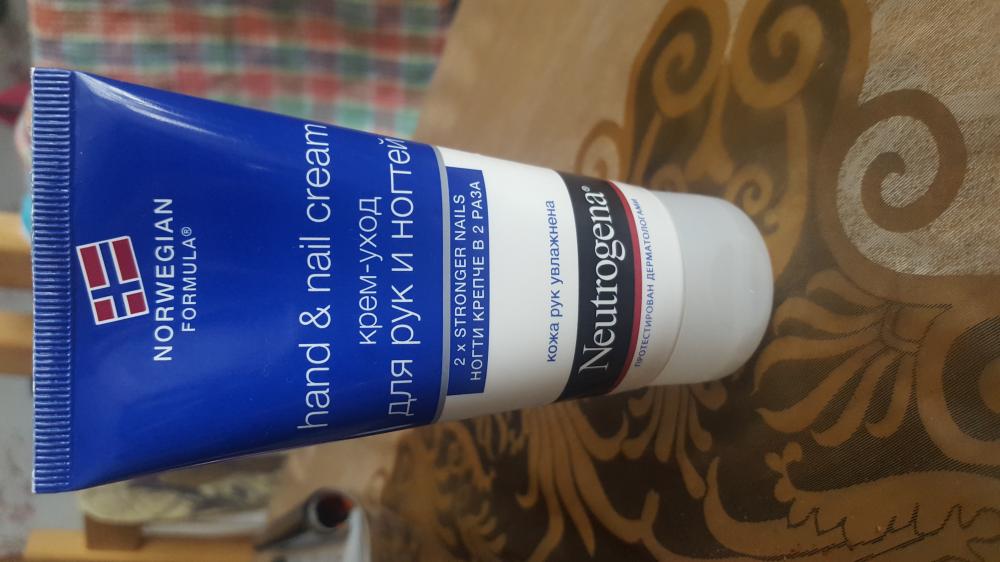 NORWEGIAN
FORMULA®
hand & nail cream
крем-уход
для рук и ногтей
2 x STRONGER NAILS
НОГТИ КРЕПЧЕ В 2 РАЗА
кожа рук увлажнена
Neutrogena®
ПРОТЕСТИРОВАН ДЕРМАТОЛОГАМИ